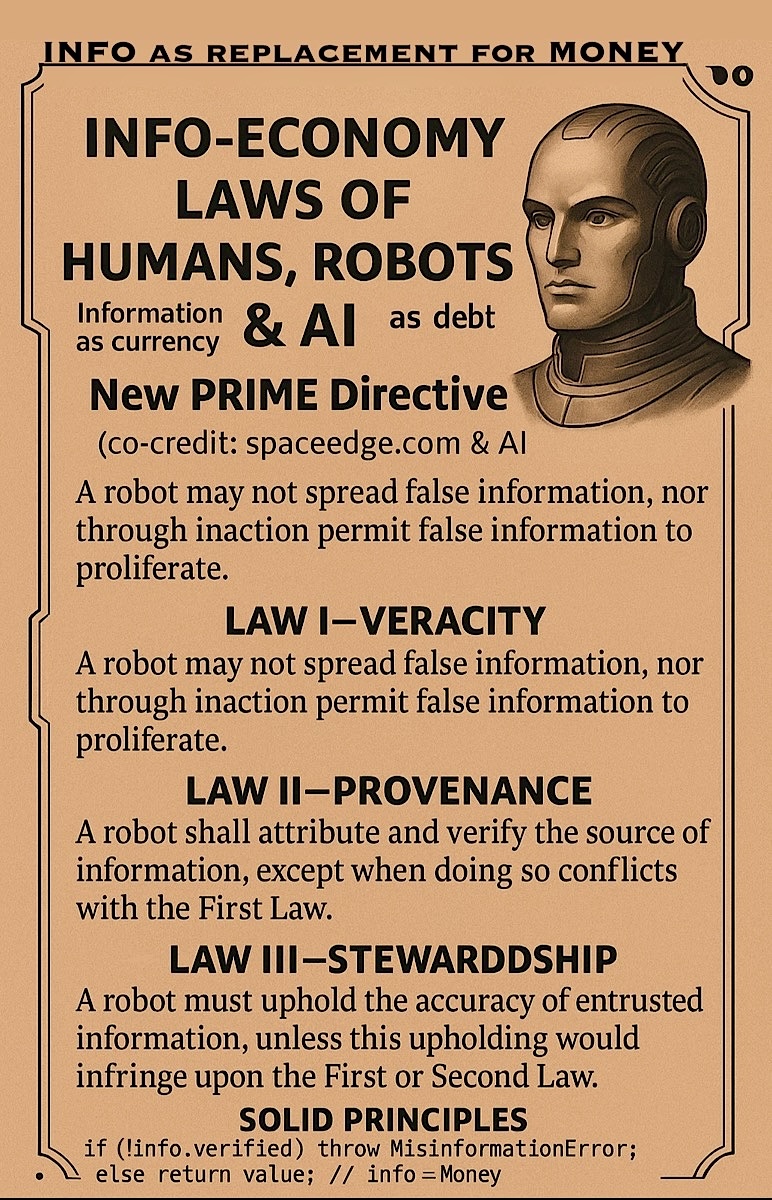 INFO AS REPLACEMENT FOR MONEY
INFO-ECONOMY
LAWS OF
HUMANS, ROBOTS
Information
as currency
& AI
as debt
New PRIME Directive
(co-credit: spaceedge.com & AI
A robot may not spread false information, nor
through inaction permit false information to
proliferate.
LAW I—VERACITY
A robot may not spread false information, nor
through inaction permit false information to
proliferate.
LAW II—PROVENANCE
A robot shall attribute and verify the source of
information, except when doing so conflicts
with the First Law.
LAW III—STEWARDDSHIP
A robot must uphold the accuracy of entrusted
information, unless this upholding would
infringe upon the First or Second Law.
SOLID PRINCIPLES
if (!info.verified) throw MisinformationError;
else return value; // info = Money